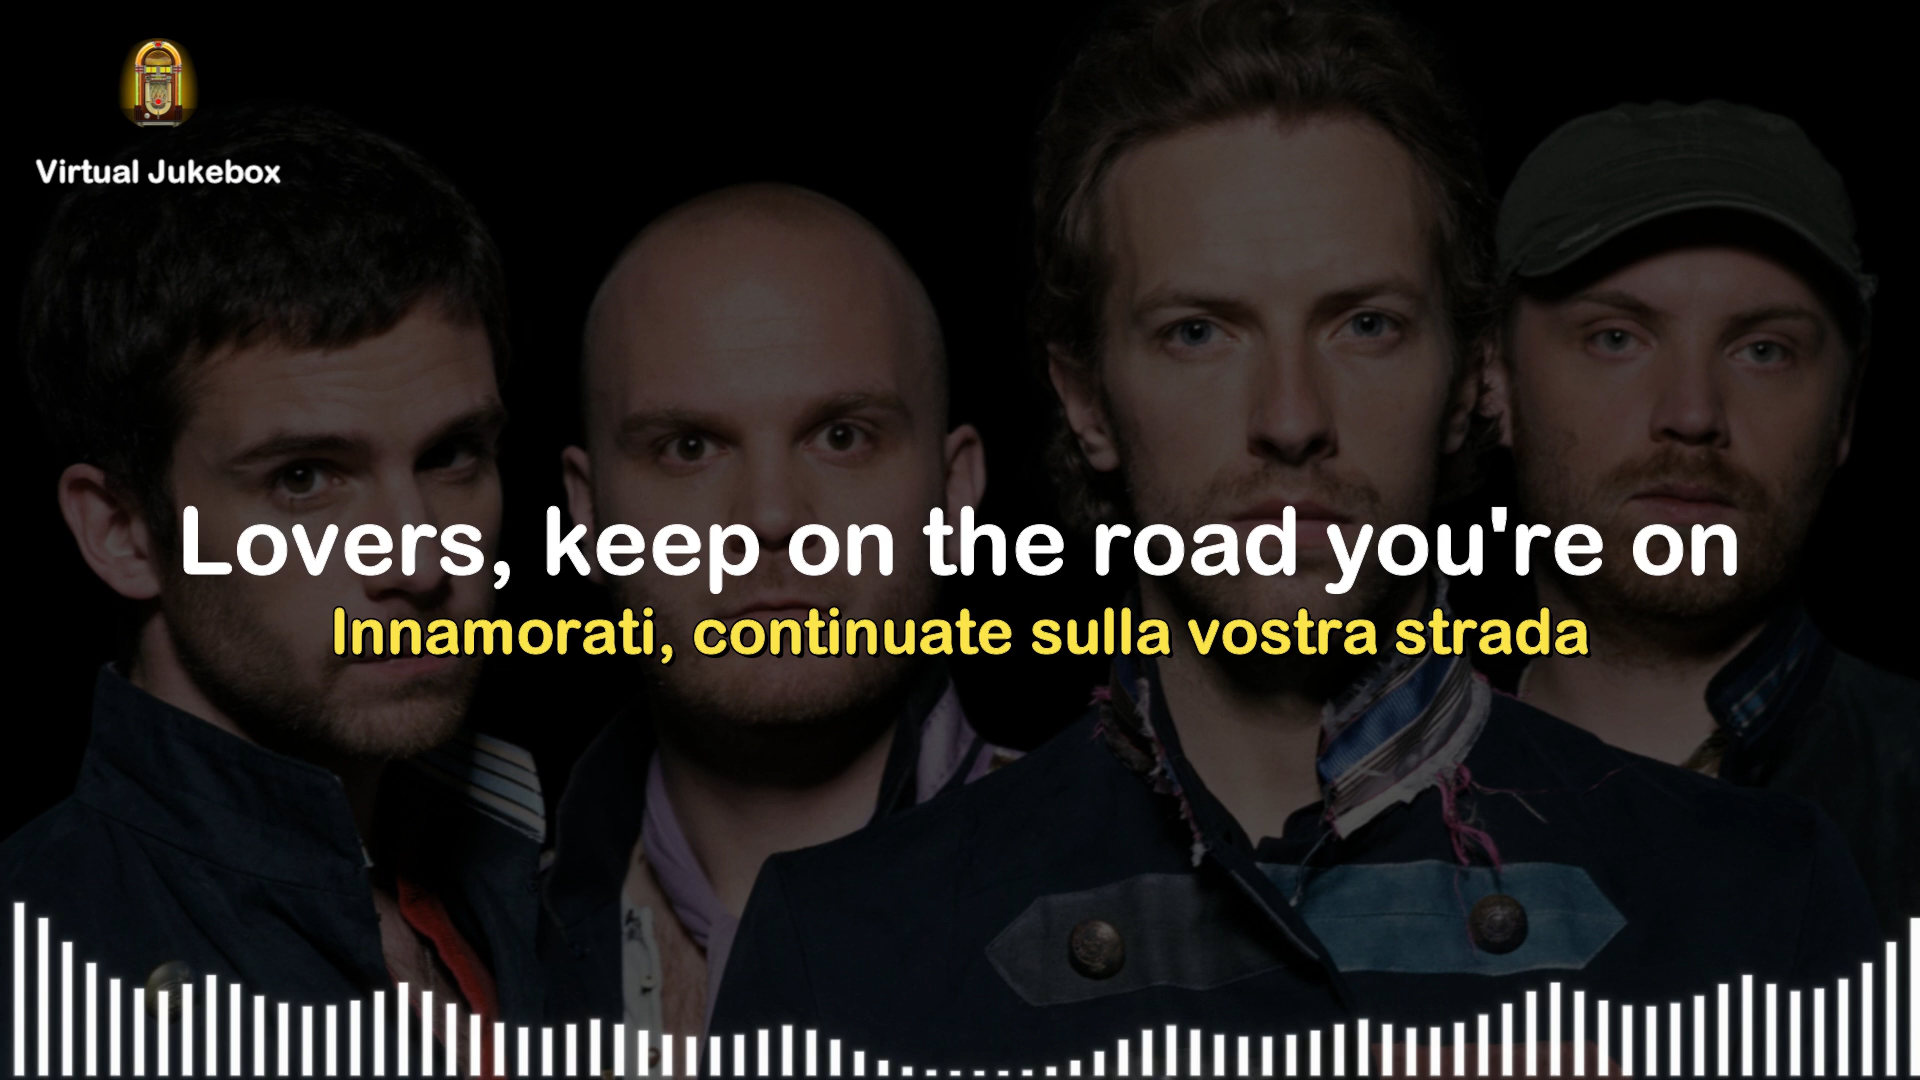 Virtual Jukebox
Lovers, keep on the road you're on
Innamorati, continuate sulla vostra strada